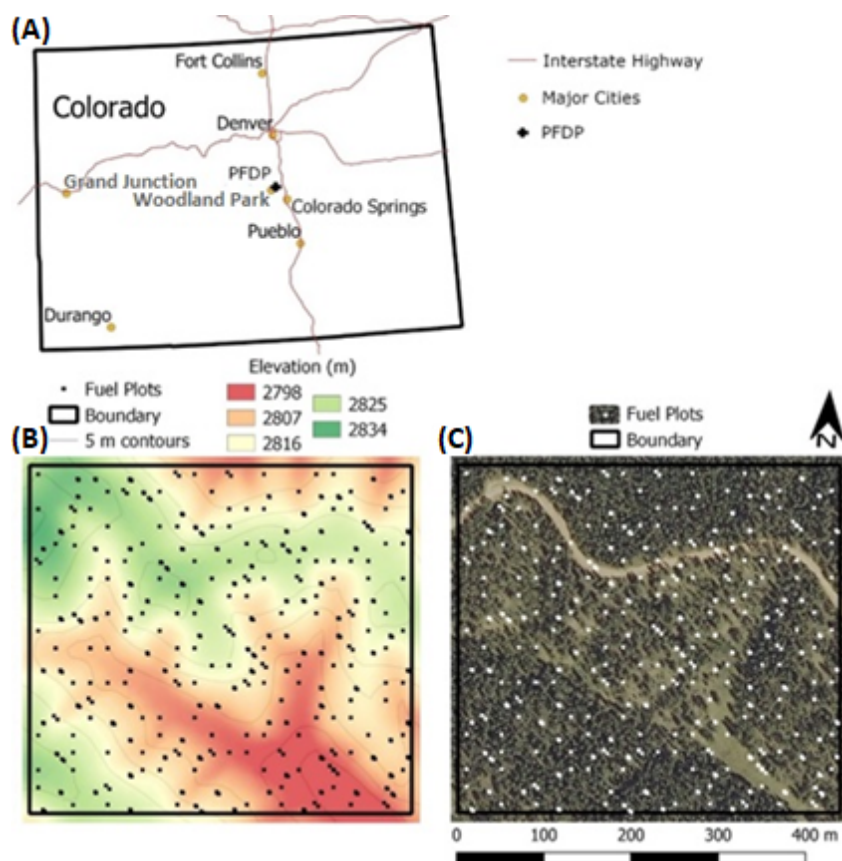 (A)
Fort Collins
Colorado
Denver
PFDP
Grand Junction
Woodland Park
Colorado Springs
Pueblo
Durango
Interstate Highway
Major Cities
PFDP
Elevation (m)
Fuel Plots
Boundary
5 m contours
2798
2807
2816
2825
2834
(B)
Fuel Plots
Boundary
N
(C)
0 100 200 300 400 m